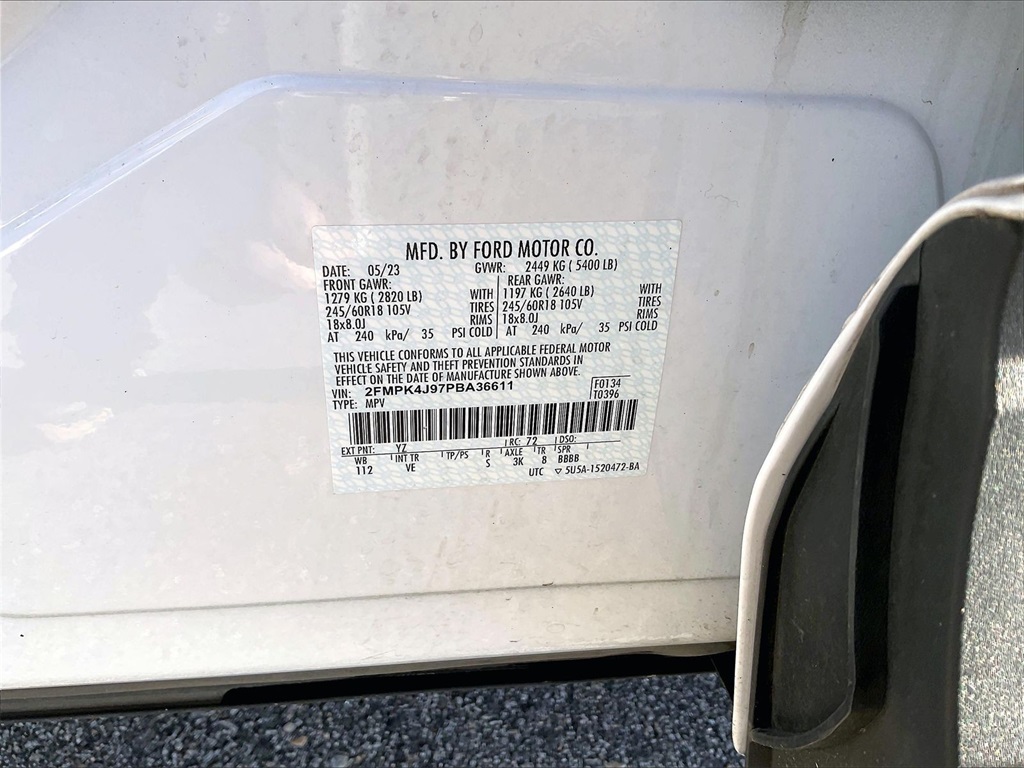 MFD. BY FORD MOTOR CO.
DATE: 05/23 GVWR: 2449 KG ( 5400 LB)
FRONT GAWR: REAR GAWR:
1279 KG ( 2820 LB) WITH 1197 KG ( 2640 LB) WITH
245/60R18 105V TIRES 245/60R18 105V TIRES
18x8.0J RIMS 18x8.0J RIMS
AT 240 kPa/ 35 PSI COLD AT 240 kPa/ 35 PSI COLD
THIS VEHICLE CONFORMS TO ALL APPLICABLE FEDERAL MOTOR
VEHICLE SAFETY AND THEFT PREVENTION STANDARDS IN
EFFECT ON THE DATE OF MANUFACTURE SHOWN ABOVE.
VIN: 2FMPK4J97PBA36611 F0134
TYPE: MPV T0396
EXT PNT: YZ RC: 72 DSO:
WB INT TR TP/PS R AXLE TR SPR
112 VE S 3K 8 BBBB
UTC ▽ 5U5A-1520472-BA